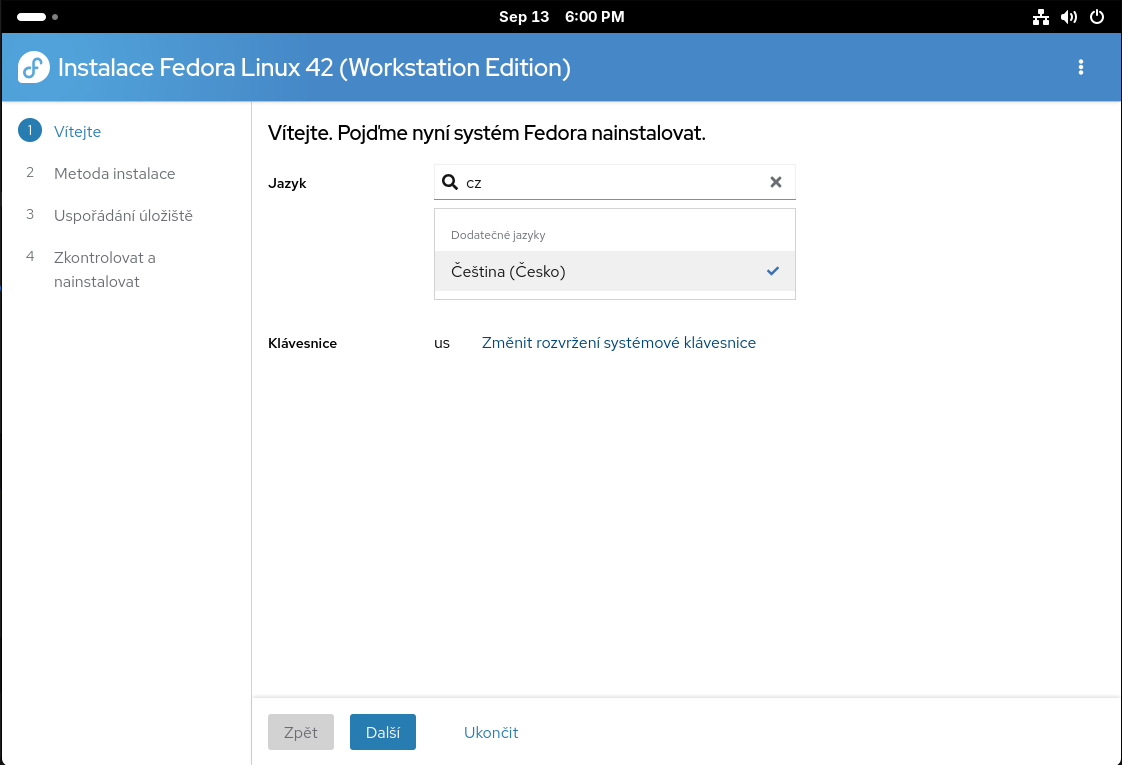 Sep 13 6:00 PM
Instalace Fedora Linux 42 (Workstation Edition)
1 Vítejte
2 Metoda instalace
3 Uspořádání úložiště
4 Zkontrolovat a
nainstalovat
Vítejte. Pojďme nyní systém Fedora nainstalovat.
Jazyk
cz
Dodatečné jazyky
Čeština (Česko)
Klávesnice us Změnit rozvržení systémové klávesnice
Zpět Další Ukončit